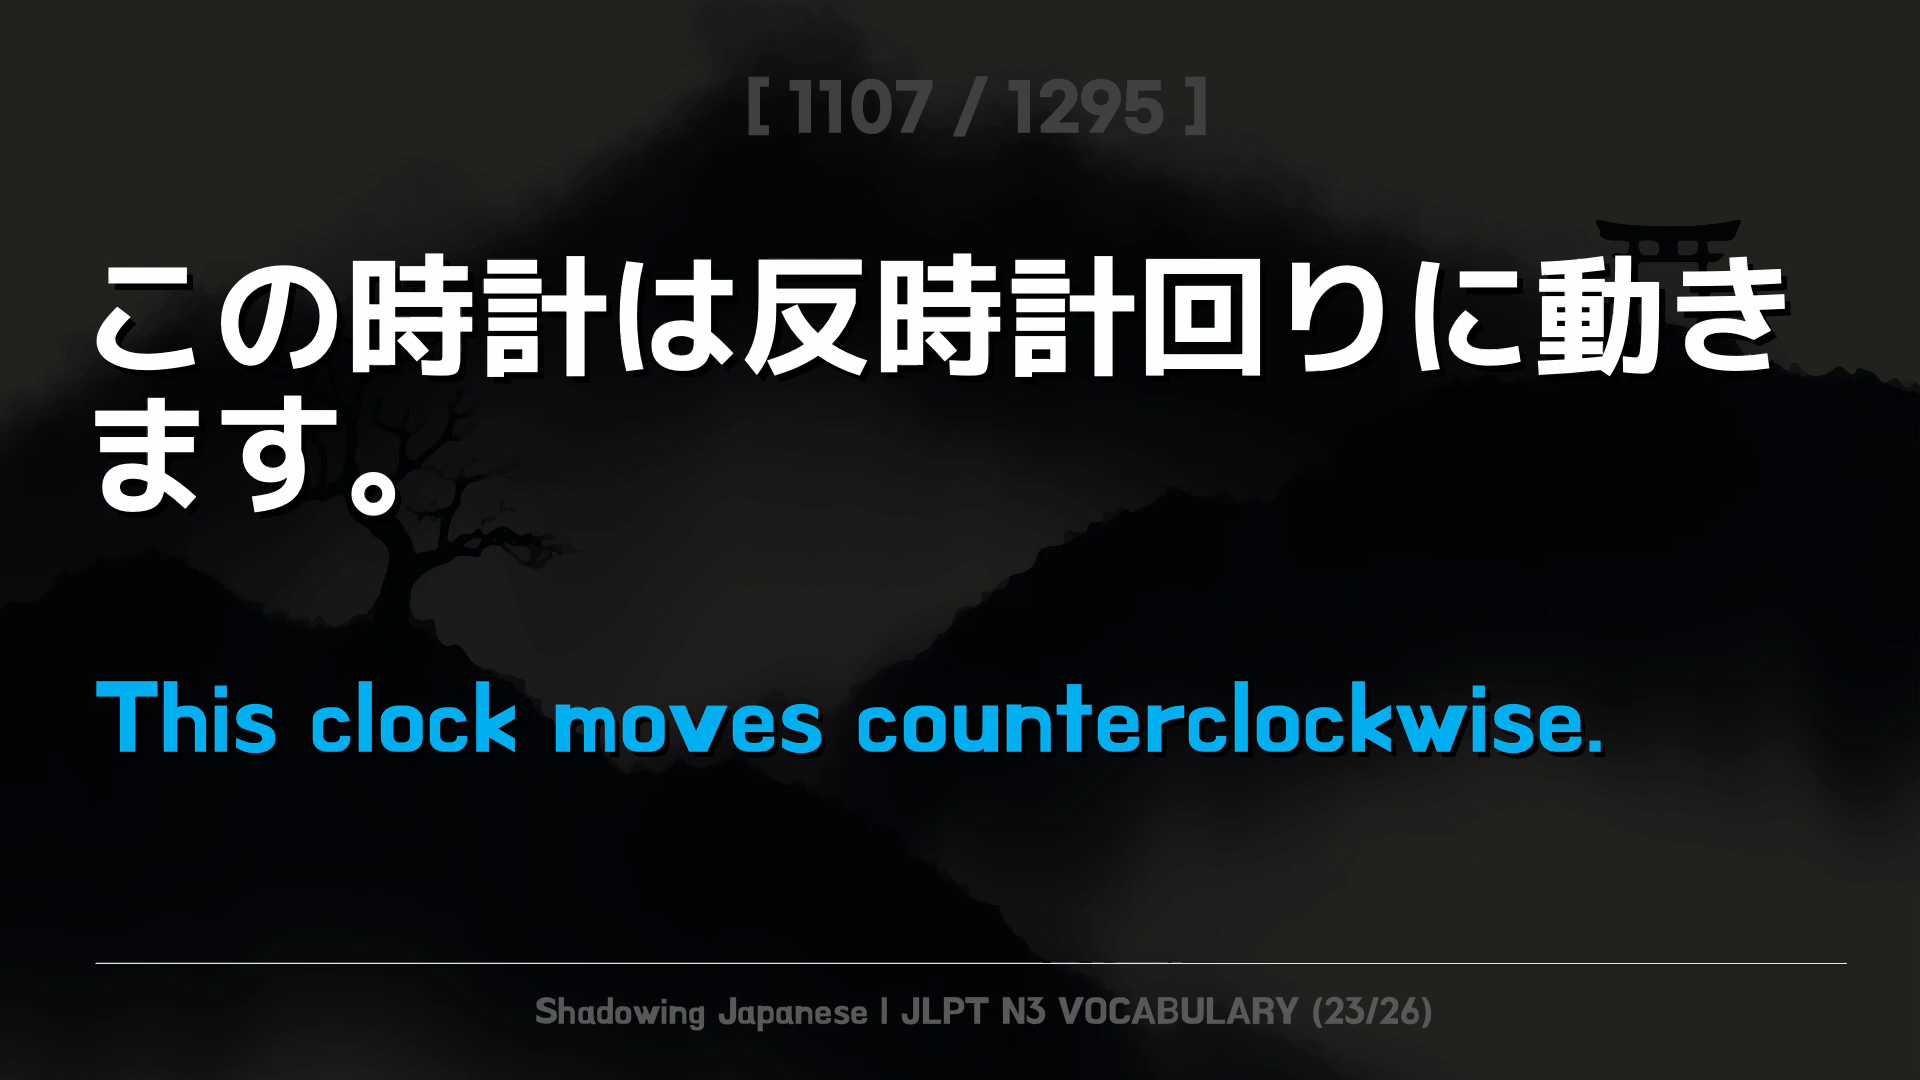 [ 1107 / 1295 ]
この時計は反時計回りに動き
ます。
This clock moves counterclockwise.
Shadowing Japanese | JLPT N3 VOCABULARY (23/26)